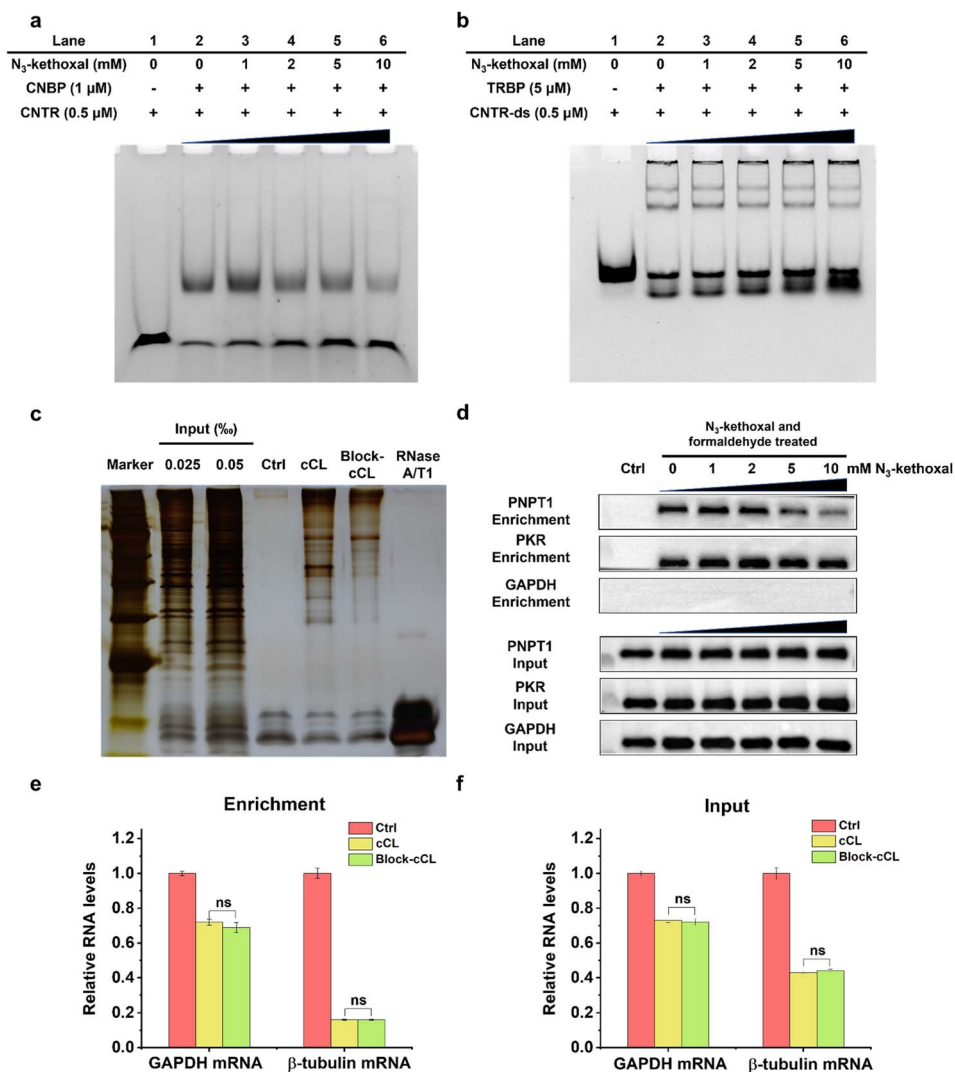 a
Lane 1 2 3 4 5 6
N₃-kethoxal (mM) 0 0 1 2 5 10
CNBP (1 µM) - + + + + +
CNTR (0.5 µM) + + + + + +
b
Lane 1 2 3 4 5 6
N₃-kethoxal (mM) 0 0 1 2 5 10
TRBP (5 µM) - + + + + +
CNTR-ds (0.5 µM) + + + + + +
c
Input (‰)
Marker 0.025 0.05 Ctrl cCL Block-cCL RNase A/T1
d
N₃-kethoxal and
formaldehyde treated
Ctrl 0 1 2 5 10 mM N₃-kethoxal
PNPT1
Enrichment
PKR
Enrichment
GAPDH
Enrichment
PNPT1
Input
PKR
Input
GAPDH
Input
e
Enrichment
Ctrl
cCL
Block-cCL
Relative RNA levels
1.2
1.0
0.8
0.6
0.4
0.2
0.0
ns
ns
GAPDH mRNA β-tubulin mRNA
f
Input
Ctrl
cCL
Block-cCL
Relative RNA levels
1.2
1.0
0.8
0.6
0.4
0.2
0.0
ns
ns
GAPDH mRNA β-tubulin mRNA